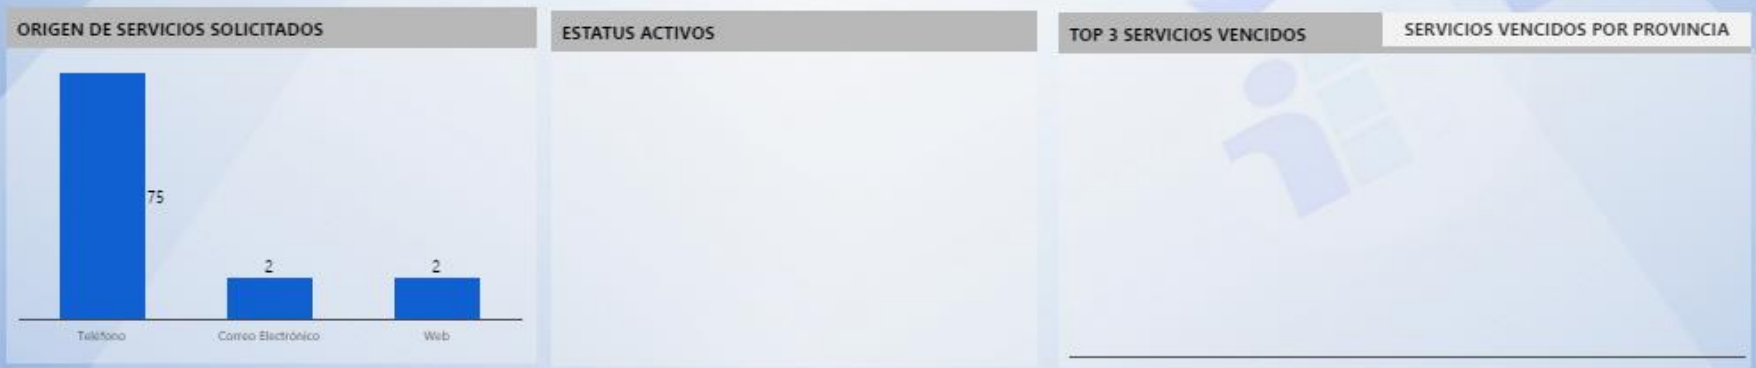 ORIGEN DE SERVICIOS SOLICITADOS
75
2
2
Teléfono
Correo Electrónico
Web
ESTATUS ACTIVOS
TOP 3 SERVICIOS VENCIDOS
SERVICIOS VENCIDOS POR PROVINCIA